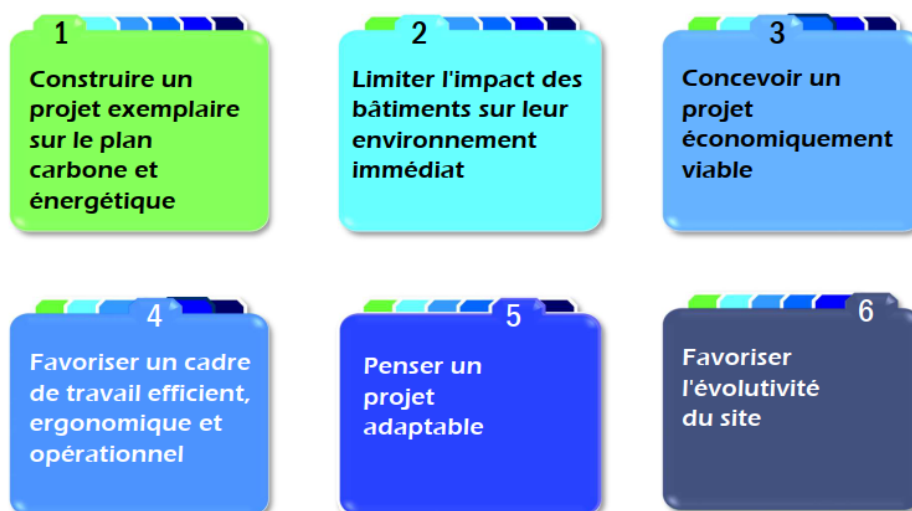 1
Construire un
projet exemplaire
sur le plan
carbone et
énergétique
2
Limiter l'impact des
bâtiments sur leur
environnement
immédiat
3
Concevoir un
projet
économiquement
viable
4
Favoriser un cadre
de travail efficient,
ergonomique et
opérationnel
5
Penser un
projet
adaptable
6
Favoriser
l'évolutivité
du site